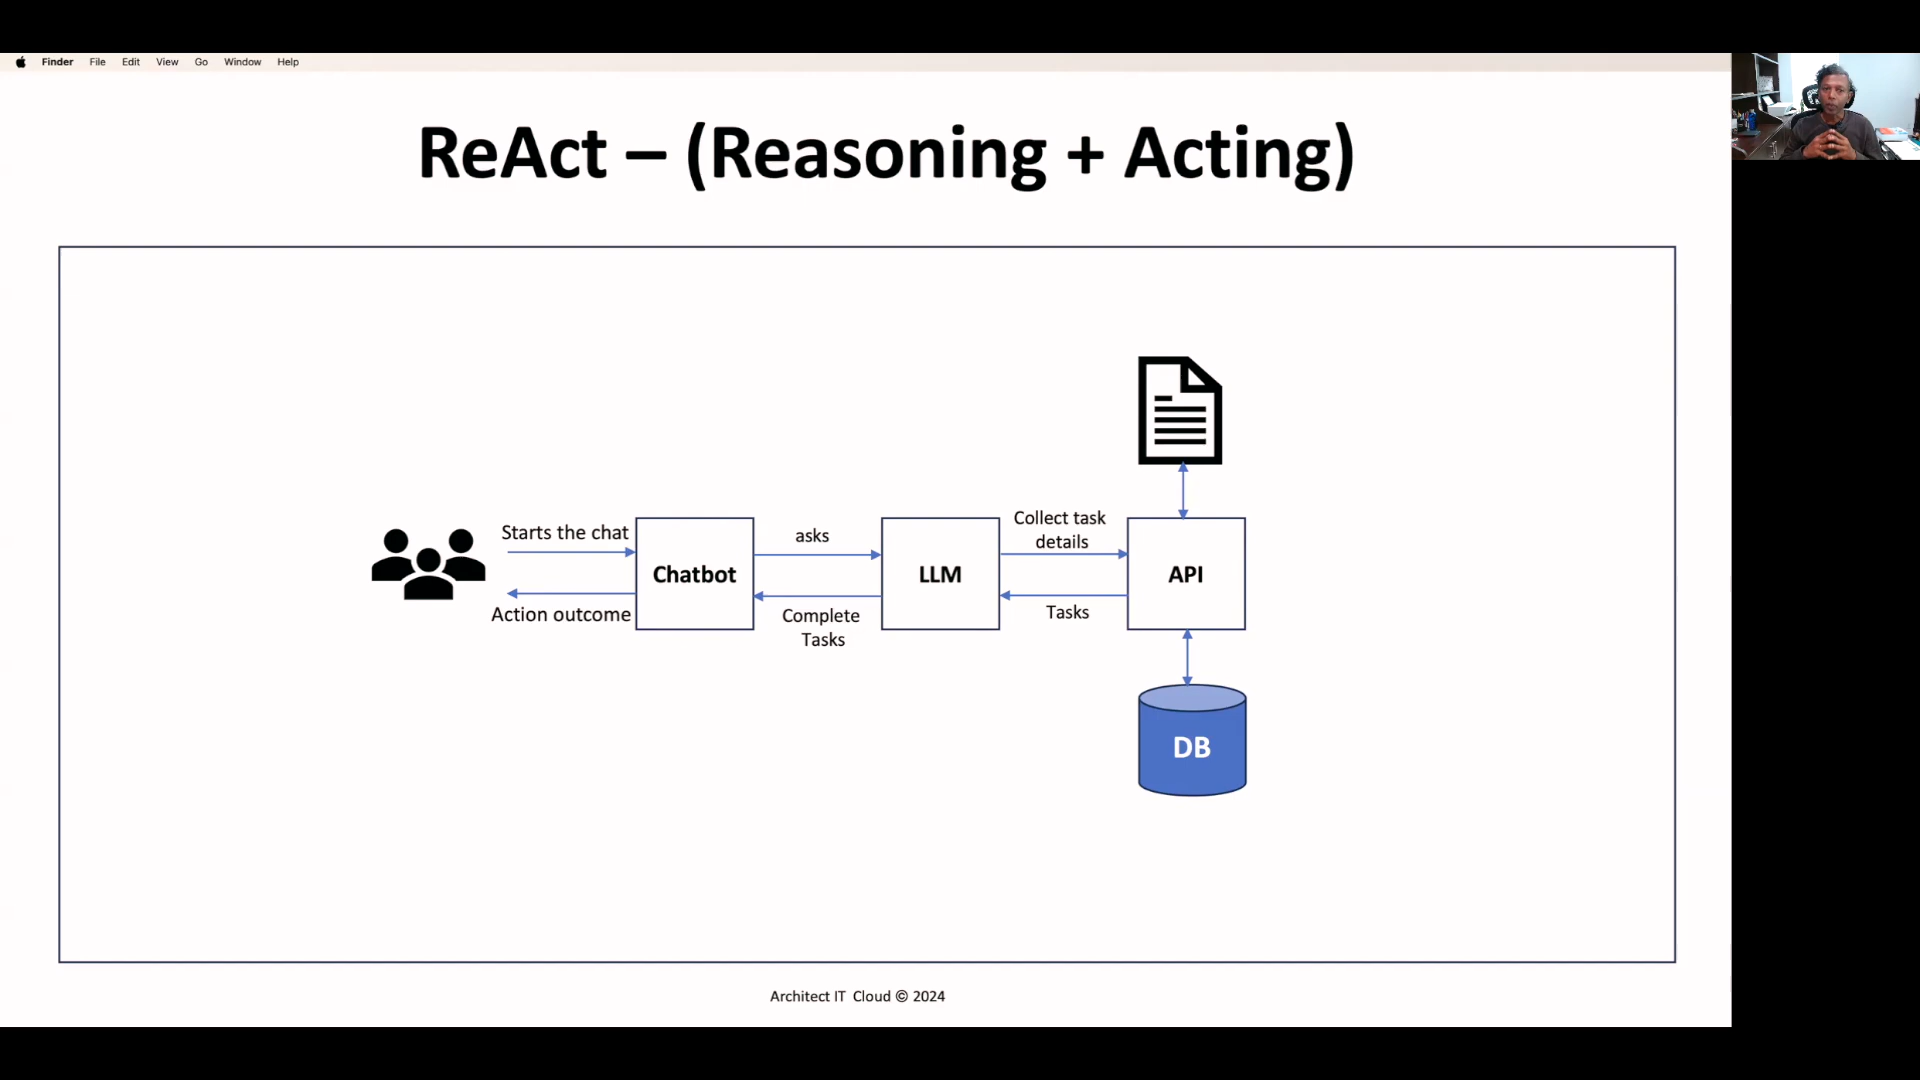 Finder File Edit View Go Window Help
ReAct – (Reasoning + Acting)
Starts the chat
Action outcome
Chatbot
asks
Complete
Tasks
LLM
Collect task
details
Tasks
API
DB
Architect IT Cloud © 2024